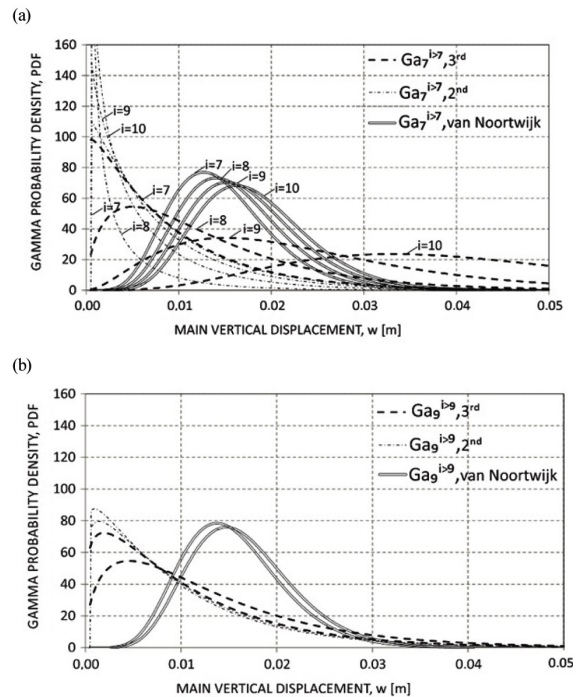 (a)
GAMMA PROBABILITY DENSITY, PDF
160
140
120
100
80
60
40
20
0
Ga₇ⁱ>⁷,3ʳᵈ
Ga₇ⁱ>⁷,2ⁿᵈ
Ga₇ⁱ>⁷,van Noortwijk
i=9
i=10
i=7
i=8
i=7
i=7
i=8
i=9
i=10
i=8
i=9
i=10
0.00
0.01
0.02
0.03
0.04
0.05
MAIN VERTICAL DISPLACEMENT, w [m]
(b)
GAMMA PROBABILITY DENSITY, PDF
160
140
120
100
80
60
40
20
0
Ga₉ⁱ>⁹,3ʳᵈ
Ga₉ⁱ>⁹,2ⁿᵈ
Ga₉ⁱ>⁹,van Noortwijk
0.00
0.01
0.02
0.03
0.04
0.05
MAIN VERTICAL DISPLACEMENT, w [m]